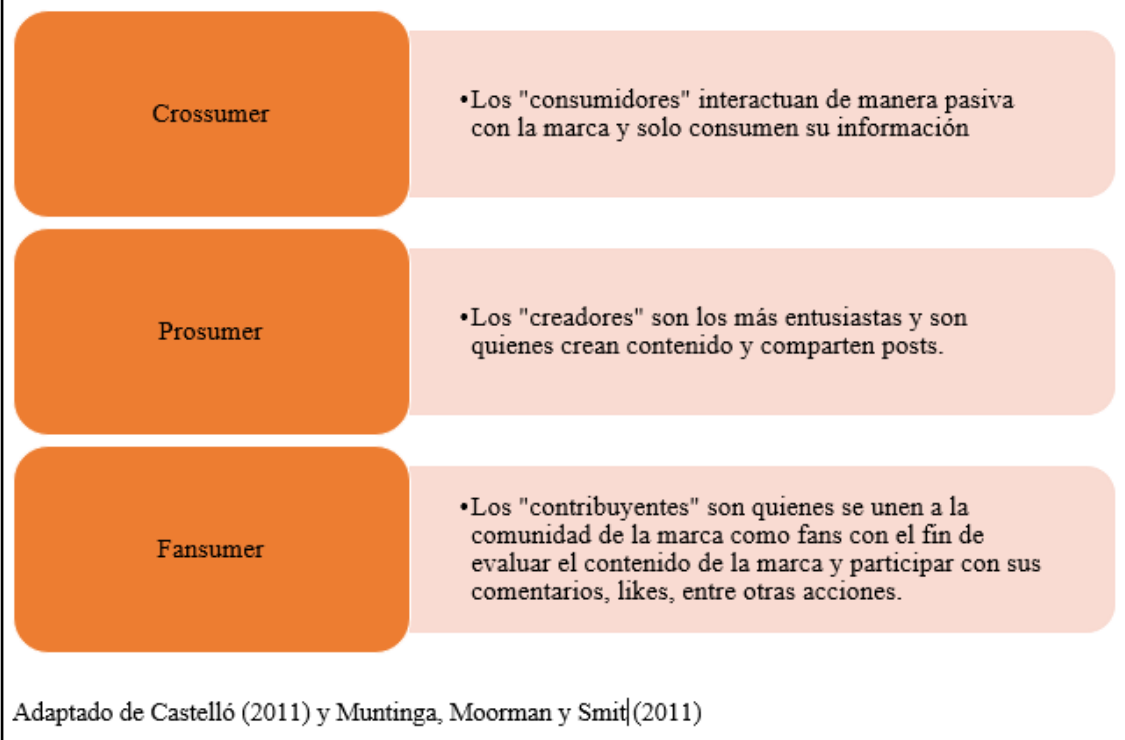 Crossumer
•Los "consumidores" interactuan de manera pasiva
con la marca y solo consumen su información
Prosumer
•Los "creadores" son los más entusiastas y son
quienes crean contenido y comparten posts.
Fansumer
•Los "contribuyentes" son quienes se unen a la
comunidad de la marca como fans con el fin de
evaluar el contenido de la marca y participar con sus
comentarios, likes, entre otras acciones.
Adaptado de Castelló (2011) y Muntinga, Moorman y Smit (2011)